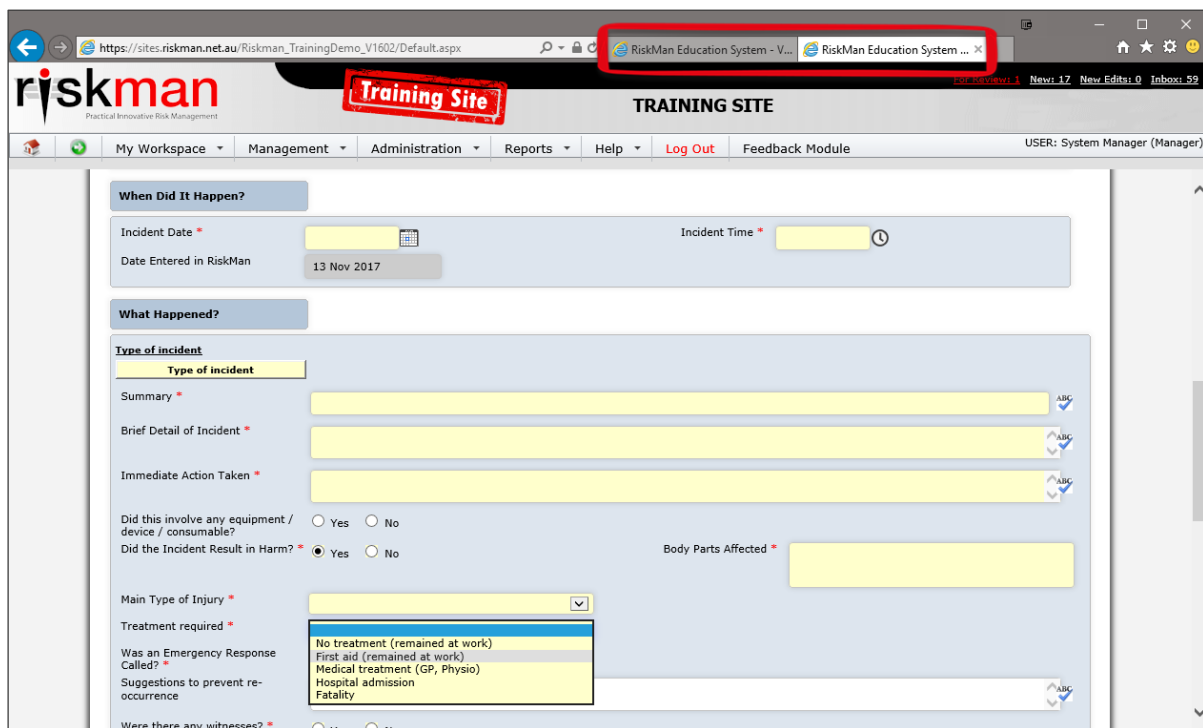 https://sites.riskman.net.au/Riskman_TrainingDemo_V1602/Default.aspx
RiskMan Education System - V...
RiskMan Education System ...
riskman
Practical Innovative Risk Management
Training Site
TRAINING SITE
For Review: 1 New: 17 New Edits: 0 Inbox: 59
My Workspace Management Administration Reports Help Log Out Feedback Module
USER: System Manager (Manager)
When Did It Happen?
Incident Date *
Incident Time *
Date Entered in RiskMan 13 Nov 2017
What Happened?
Type of incident
Type of incident
Summary *
ABC
Brief Detail of Incident *
ABC
Immediate Action Taken *
ABC
Did this involve any equipment /
device / consumable?
Yes No
Did the Incident Result in Harm? * Yes No
Body Parts Affected *
Main Type of Injury *
Treatment required *
No treatment (remained at work)
First aid (remained at work)
Medical treatment (GP, Physio)
Hospital admission
Fatality
Was an Emergency Response
Called? *
Suggestions to prevent re-
occurrence
ABC
Were there any witnesses? * Yes No